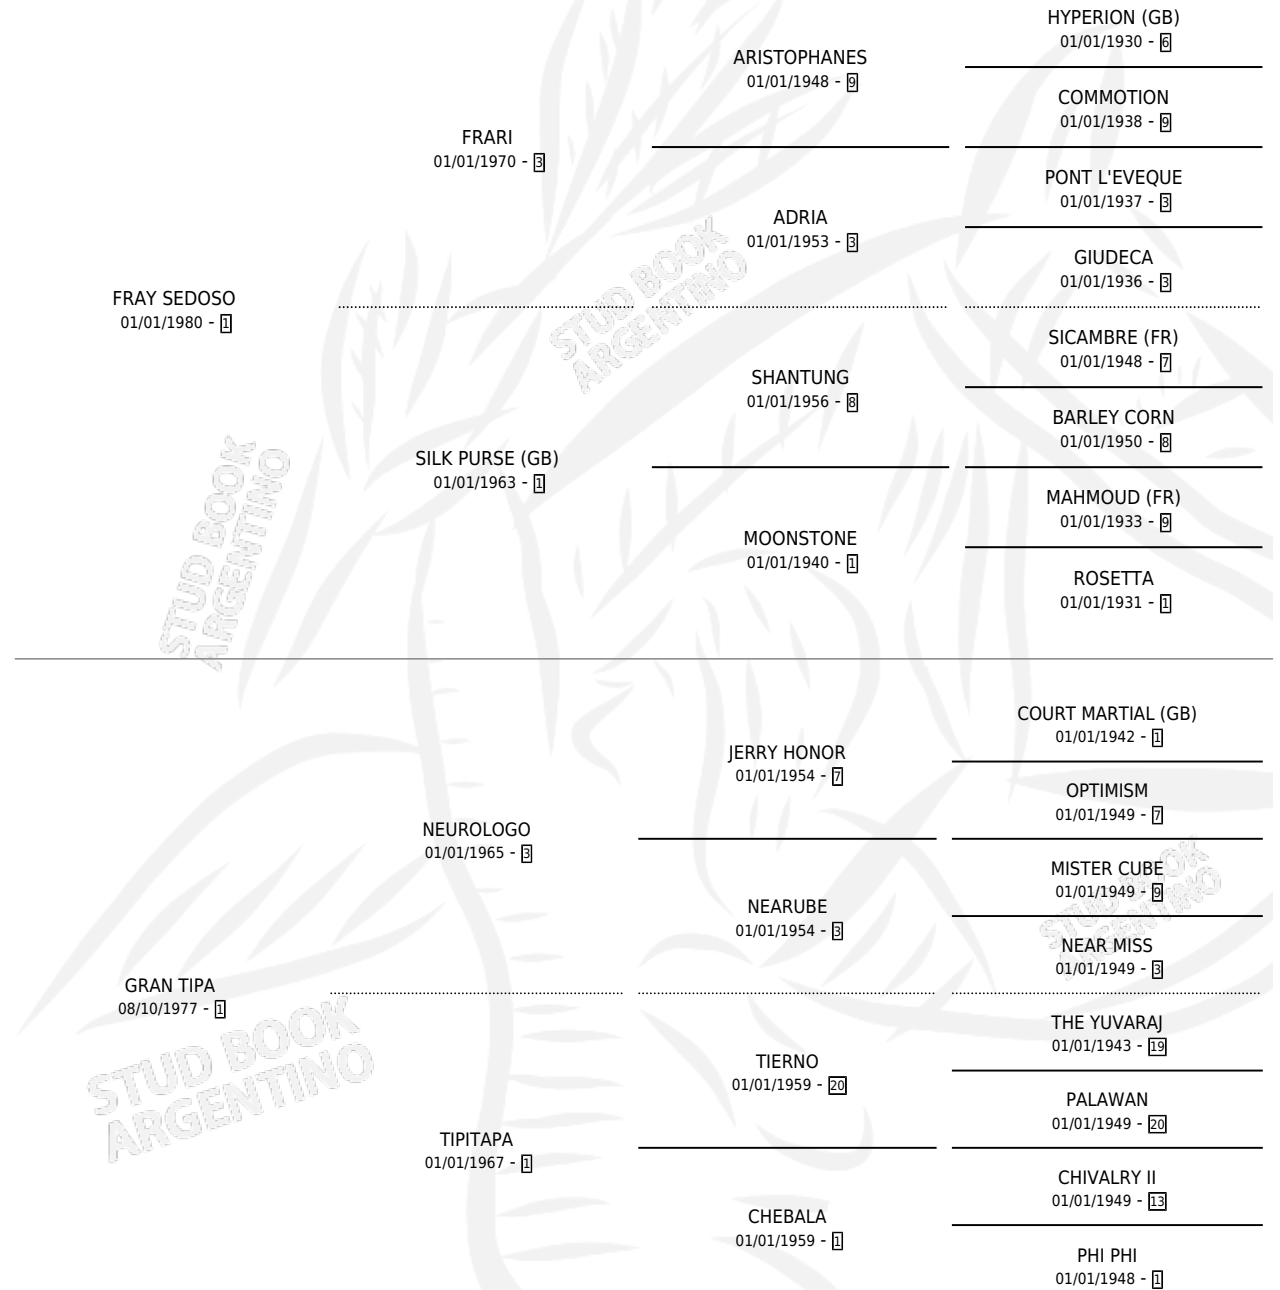 HYPERION (GB)
01/01/1930 - 6
ARISTOPHANES
01/01/1948 - 9
COMMOTION
01/01/1938 - 9
FRARI
01/01/1970 - 3
PONT L'EVEQUE
01/01/1937 - 3
ADRIA
01/01/1953 - 3
GIUDECA
01/01/1936 - 3
FRAY SEDOSO
01/01/1980 - 1
SICAMBRE (FR)
01/01/1948 - 7
SHANTUNG
01/01/1956 - 8
BARLEY CORN
01/01/1950 - 8
SILK PURSE (GB)
01/01/1963 - 1
MAHMOUD (FR)
01/01/1933 - 9
MOONSTONE
01/01/1940 - 1
ROSETTA
01/01/1931 - 1
STUD BOOK
ARGENTINO
STUD BOOK
ARGENTINO
COURT MARTIAL (GB)
01/01/1942 - 1
JERRY HONOR
01/01/1954 - 7
OPTIMISM
01/01/1949 - 7
NEUROLOGO
01/01/1965 - 3
MISTER CUBE
01/01/1949 - 9
NEARUBE
01/01/1954 - 3
NEAR MISS
01/01/1949 - 3
GRAN TIPA
08/10/1977 - 1
THE YUVARAJ
01/01/1943 - 19
TIERNO
01/01/1959 - 20
PALAWAN
01/01/1949 - 20
TIPITAPA
01/01/1967 - 1
CHIVALRY II
01/01/1949 - 13
CHEBALA
01/01/1959 - 1
PHI PHI
01/01/1948 - 1
STUD BOOK
ARGENTINO
STUD BOOK
ARGENTINO